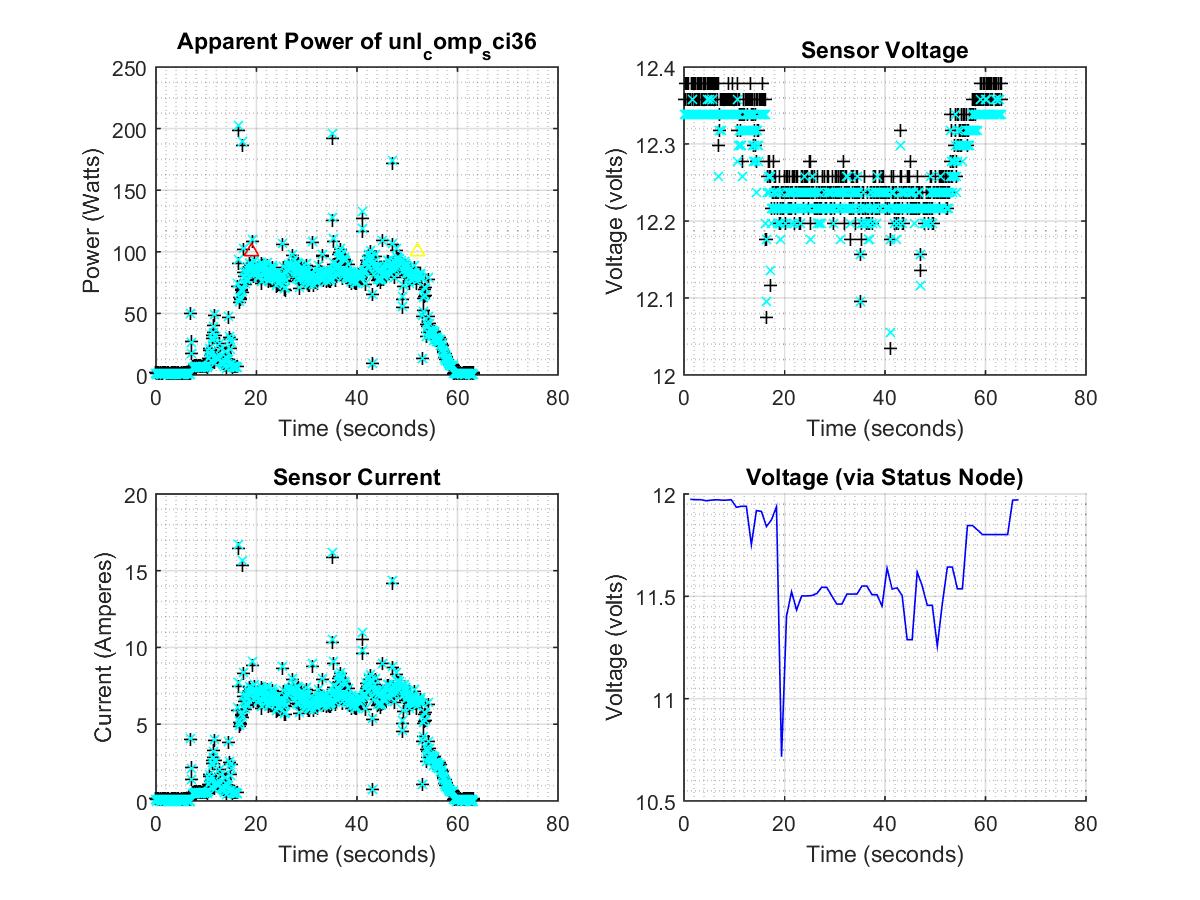 Apparent Power of unl_comp_sci36
250
200
150
100
50
0
Power (Watts)
0 20 40 60 80
Time (seconds)
Sensor Voltage
12.4
12.3
12.2
12.1
12
Voltage (volts)
0 20 40 60 80
Time (seconds)
Sensor Current
20
15
10
5
0
Current (Amperes)
0 20 40 60 80
Time (seconds)
Voltage (via Status Node)
12
11.5
11
10.5
Voltage (volts)
0 20 40 60 80
Time (seconds)